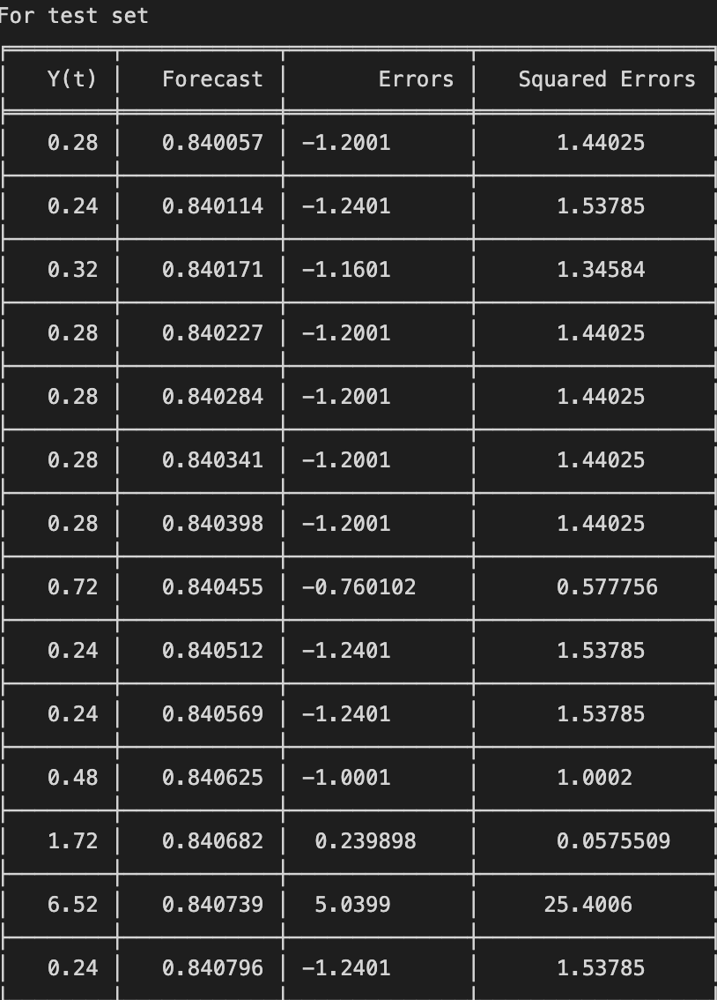 For test set
Y(t) Forecast Errors Squared Errors
0.28 0.840057 −1.2001 1.44025
0.24 0.840114 −1.2401 1.53785
0.32 0.840171 −1.1601 1.34584
0.28 0.840227 −1.2001 1.44025
0.28 0.840284 −1.2001 1.44025
0.28 0.840341 −1.2001 1.44025
0.28 0.840398 −1.2001 1.44025
0.72 0.840455 −0.760102 0.577756
0.24 0.840512 −1.2401 1.53785
0.24 0.840569 −1.2401 1.53785
0.48 0.840625 −1.0001 1.0002
1.72 0.840682 0.239898 0.0575509
6.52 0.840739 5.0399 25.4006
0.24 0.840796 −1.2401 1.53785